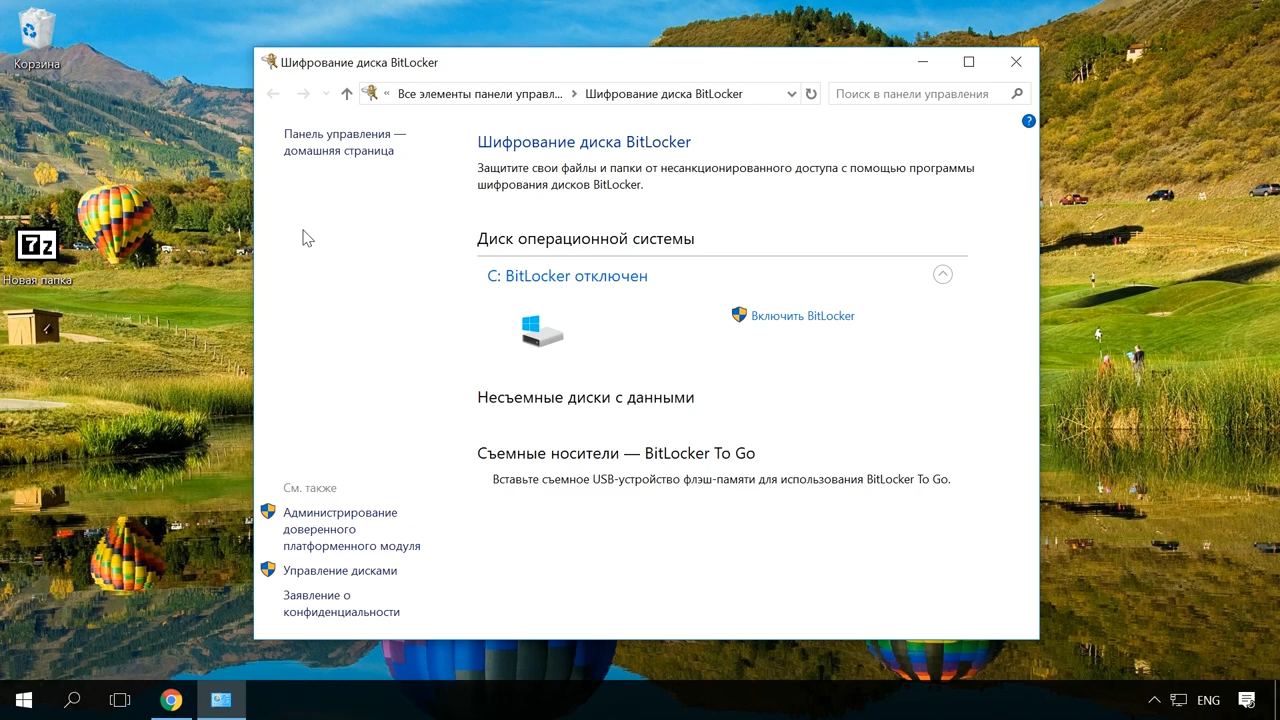 Корзина
Новая папка
Шифрование диска BitLocker
« Все элементы панели управл... > Шифрование диска BitLocker
Поиск в панели управления
?
Панель управления —
домашняя страница
Шифрование диска BitLocker
Защитите свои файлы и папки от несанкционированного доступа с помощью программы
шифрования дисков BitLocker.
Диск операционной системы
C: BitLocker отключен
Включить BitLocker
Несъемные диски с данными
Съемные носители — BitLocker To Go
Вставьте съемное USB-устройство флэш-памяти для использования BitLocker To Go.
См. также
Администрирование
доверенного
платформенного модуля
Управление дисками
Заявление о
конфиденциальности
7z
ENG